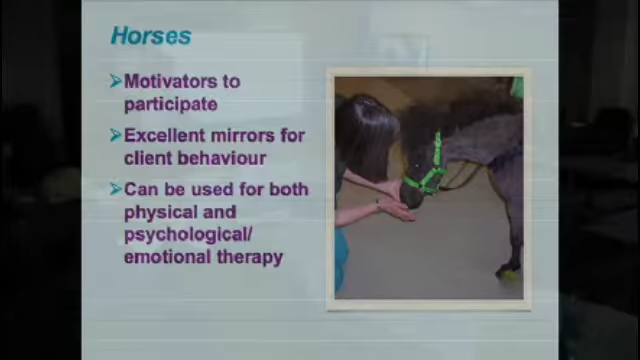 Horses
Motivators to
participate
Excellent mirrors for
client behaviour
Can be used for both
physical and
psychological/
emotional therapy